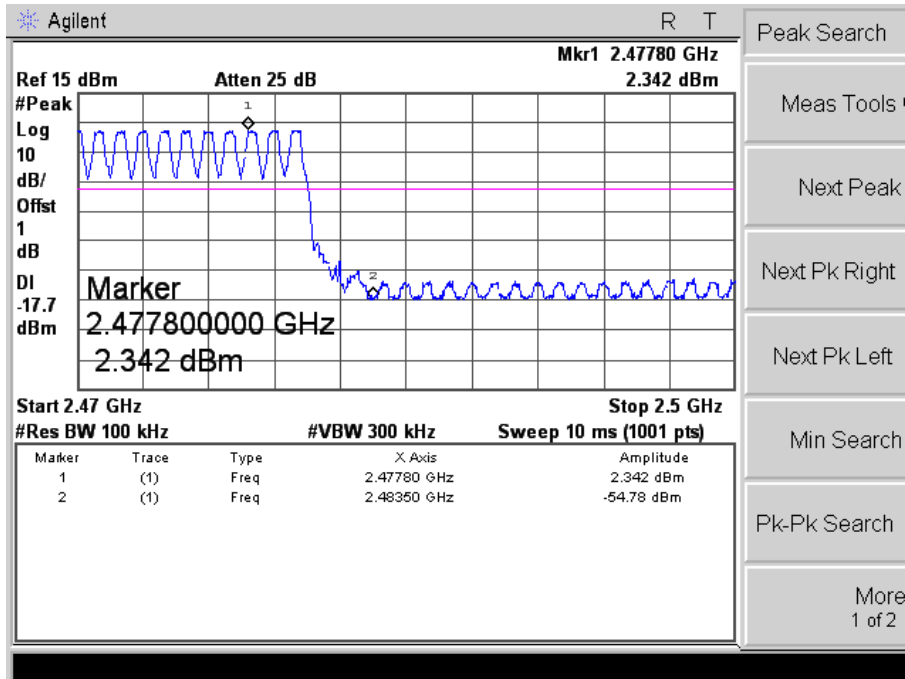 Agilent R T
Mkr1 2.47780 GHz
Ref 15 dBm Atten 25 dB 2.342 dBm
#Peak
Log
10
dB/
Offset
1
dB
DI
-17.7
dBm
1
2
Marker
2.477800000 GHz
2.342 dBm
Start 2.47 GHz Stop 2.5 GHz
#Res BW 100 kHz #VBW 300 kHz Sweep 10 ms (1001 pts)
Marker Trace Type X Axis Amplitude
1 (1) Freq 2.47780 GHz 2.342 dBm
2 (1) Freq 2.48350 GHz -54.78 dBm
Peak Search
Meas Tools
Next Peak
Next Pk Right
Next Pk Left
Min Search
Pk-Pk Search
More
1 of 2